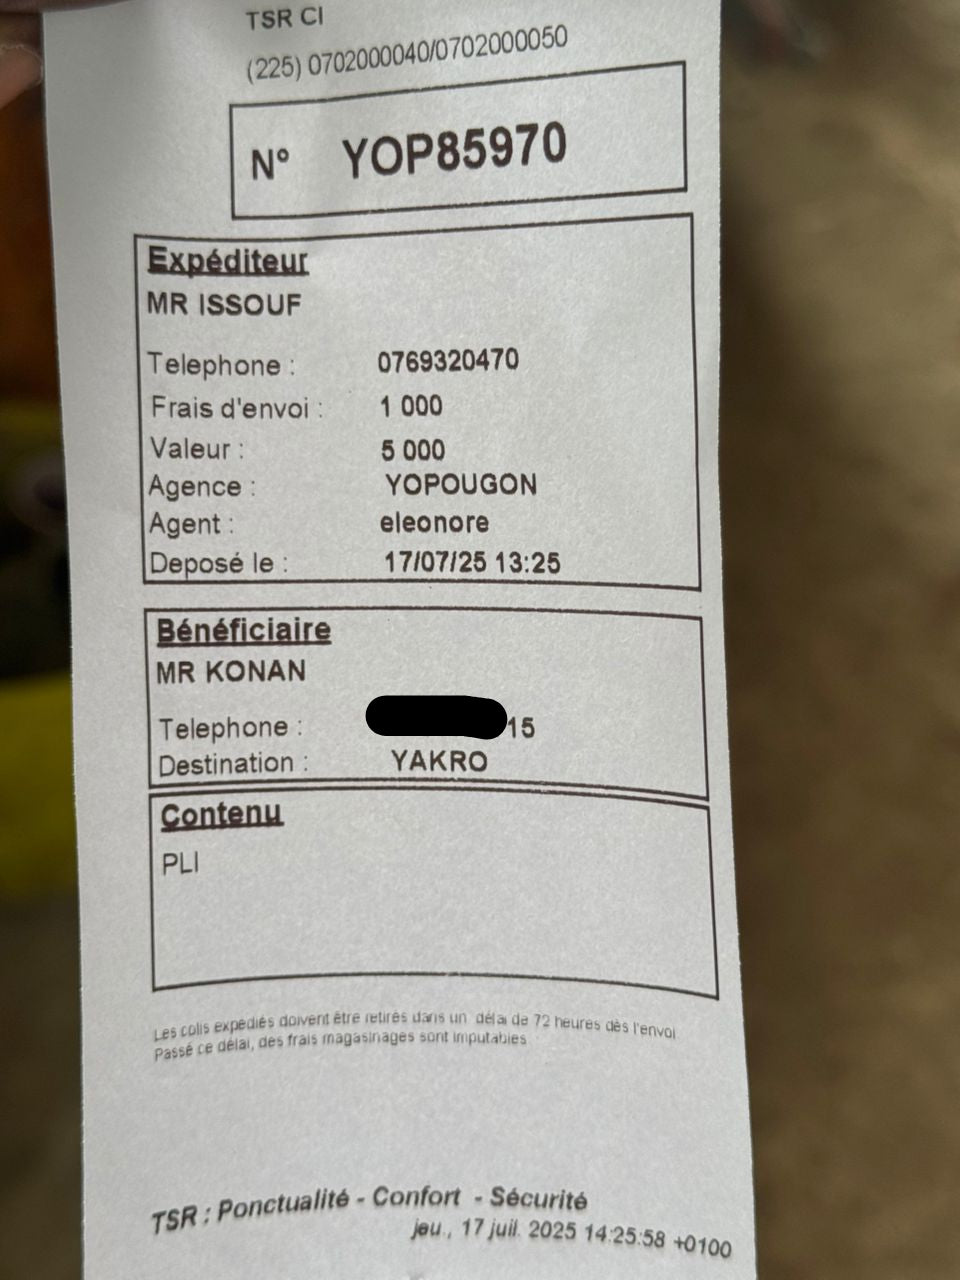 TSR CI
(225) 0702000040/0702000050
N° YOP85970
Expéditeur
MR ISSOUF
Telephone : 0769320470
Frais d'envoi : 1 000
Valeur : 5 000
Agence : YOPOUGON
Agent : eleonore
Deposé le : 17/07/25 13:25
Bénéficiaire
MR KONAN
Telephone : 15
Destination : YAKRO
Contenu
PLI
Les colis expediés doivent être retirés dans un délai de 72 heures dès l'envoi
Passé ce délai, des frais magasinages sont imputables
TSR : Ponctualité - Confort - Sécurité
jeu., 17 juil. 2025 14:25:58 +0100